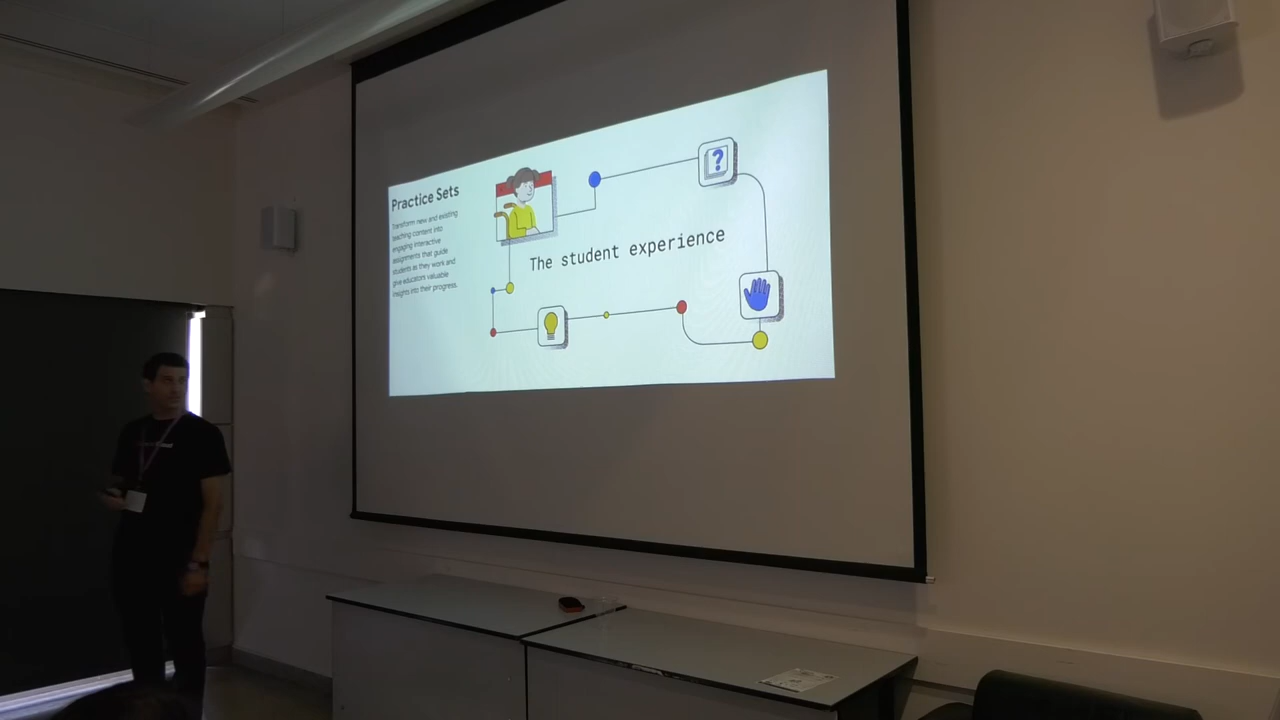 Practice Sets
Transform new and existing
teaching content into
engaging interactive
assignments that guide
students as they work and
give educators valuable
insights into their progress.
The student experience
?